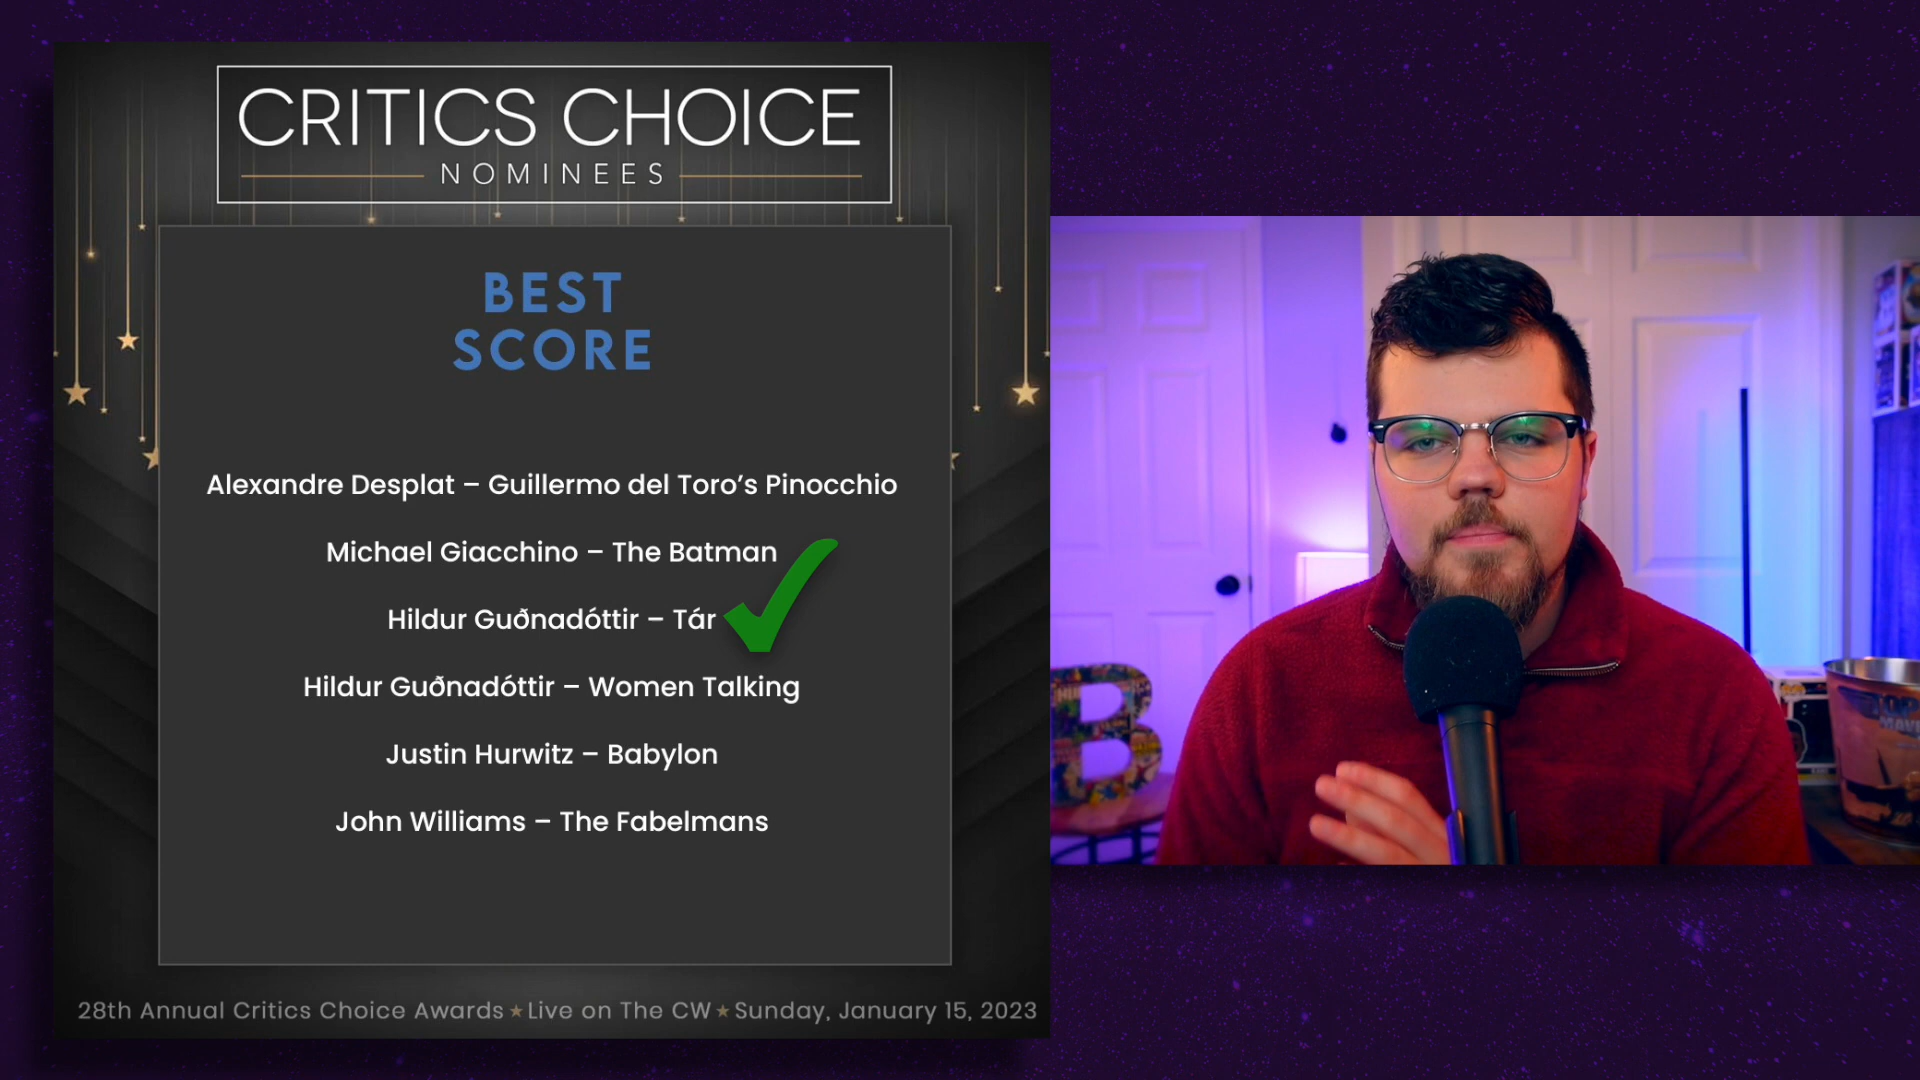 CRITICS CHOICE
NOMINEES
BEST
SCORE
Alexandre Desplat – Guillermo del Toro’s Pinocchio
Michael Giacchino – The Batman
Hildur Guðnadóttir – Tár
Hildur Guðnadóttir – Women Talking
Justin Hurwitz – Babylon
John Williams – The Fabelmans
28th Annual Critics Choice Awards ★ Live on The CW ★ Sunday, January 15, 2023
B